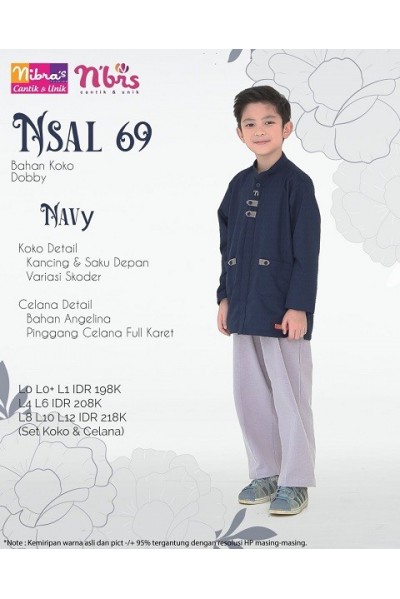 Nibra's
Cantik & Unik
N'brs
cantik & unik
NSAL 69
Bahan Koko
Dobby
NAVy
Koko Detail
Kancing & Saku Depan
Variasi Skoder
Celana Detail
Bahan Angelina
Pinggang Celana Full Karet
L0 L0+ L1 IDR 198K
L4 L6 IDR 208K
L8 L10 L12 IDR 218K
(Set Koko & Celana)
*Note : Kemiripan warna asli dan pict -/+ 95% tergantung dengan resolusi HP masing-masing.